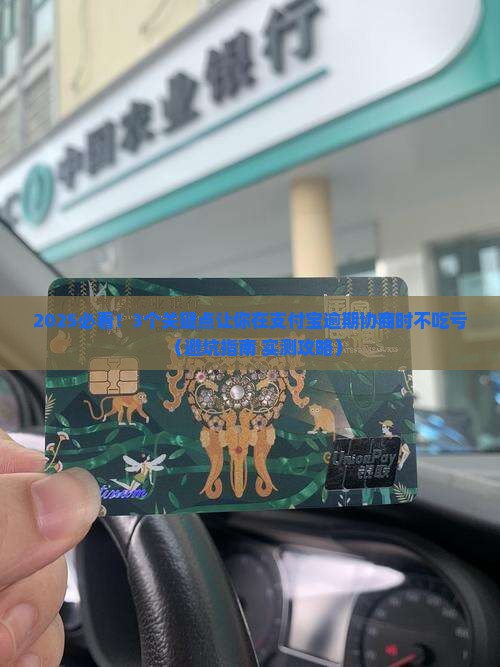 中国农业银行
2025必看！3个关键点让你在支付宝逾期协商时不吃亏
（避坑指南 实测攻略）
UnionPay
银联